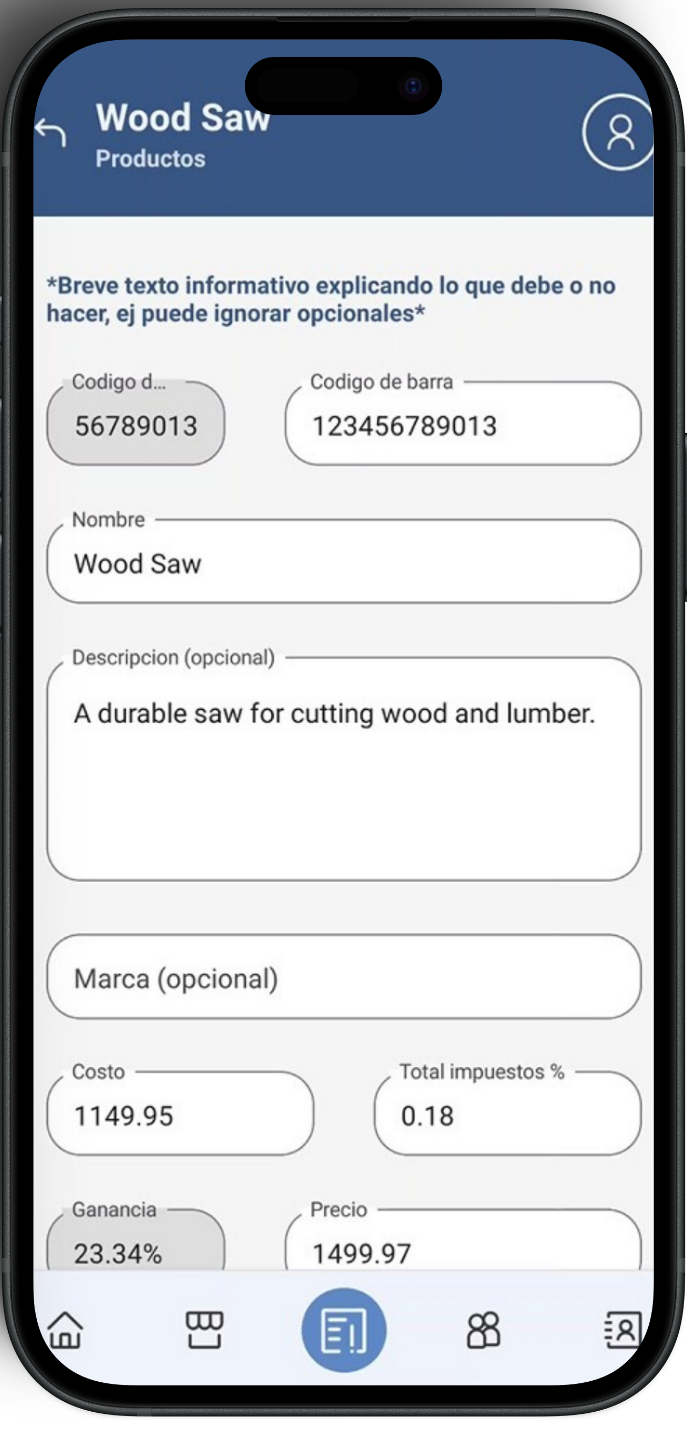 Wood Saw
Productos
*Breve texto informativo explicando lo que debe o no
hacer, ej puede ignorar opcionales*
Codigo d... Codigo de barra
56789013 123456789013
Nombre
Wood Saw
Descripcion (opcional)
A durable saw for cutting wood and lumber.
Marca (opcional)
Costo Total impuestos %
1149.95 0.18
Ganancia Precio
23.34% 1499.97